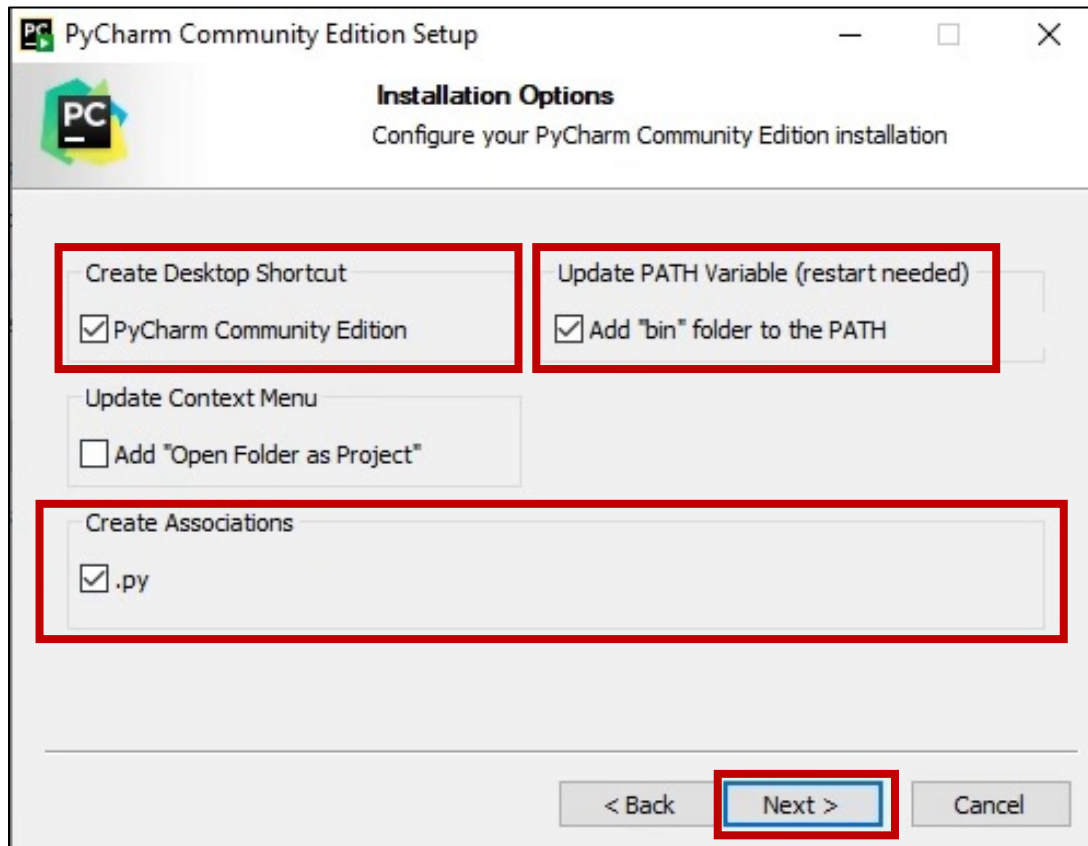 PC PyCharm Community Edition Setup
PC
Installation Options
Configure your PyCharm Community Edition installation
Create Desktop Shortcut
PyCharm Community Edition
Update PATH Variable (restart needed)
Add "bin" folder to the PATH
Update Context Menu
Add "Open Folder as Project"
Create Associations
.py
< Back
Next >
Cancel